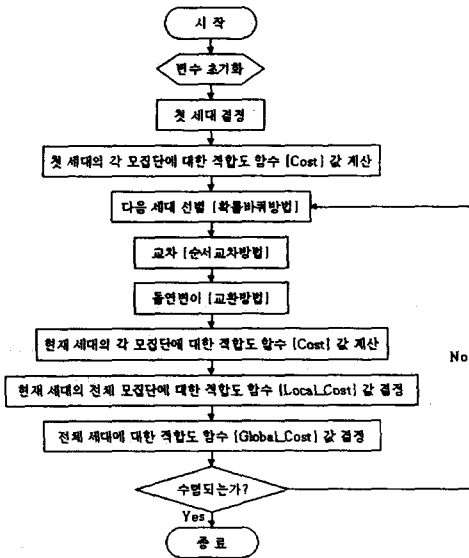 시 작
변수 초기화
첫 세대 결정
첫 세대의 각 모집단에 대한 적합도 함수 [Cost] 값 계산
다음 세대 선별 [확률바퀴방법]
교차 [순서교차방법]
돌연변이 [교환방법]
현재 세대의 각 모집단에 대한 적합도 함수 [Cost] 값 계산
No
현재 세대의 전체 모집단에 대한 적합도 함수 [Local_Cost] 값 결정
전체 세대에 대한 적합도 함수 [Global_Cost] 값 결정
수렴되는가?
Yes
종 료